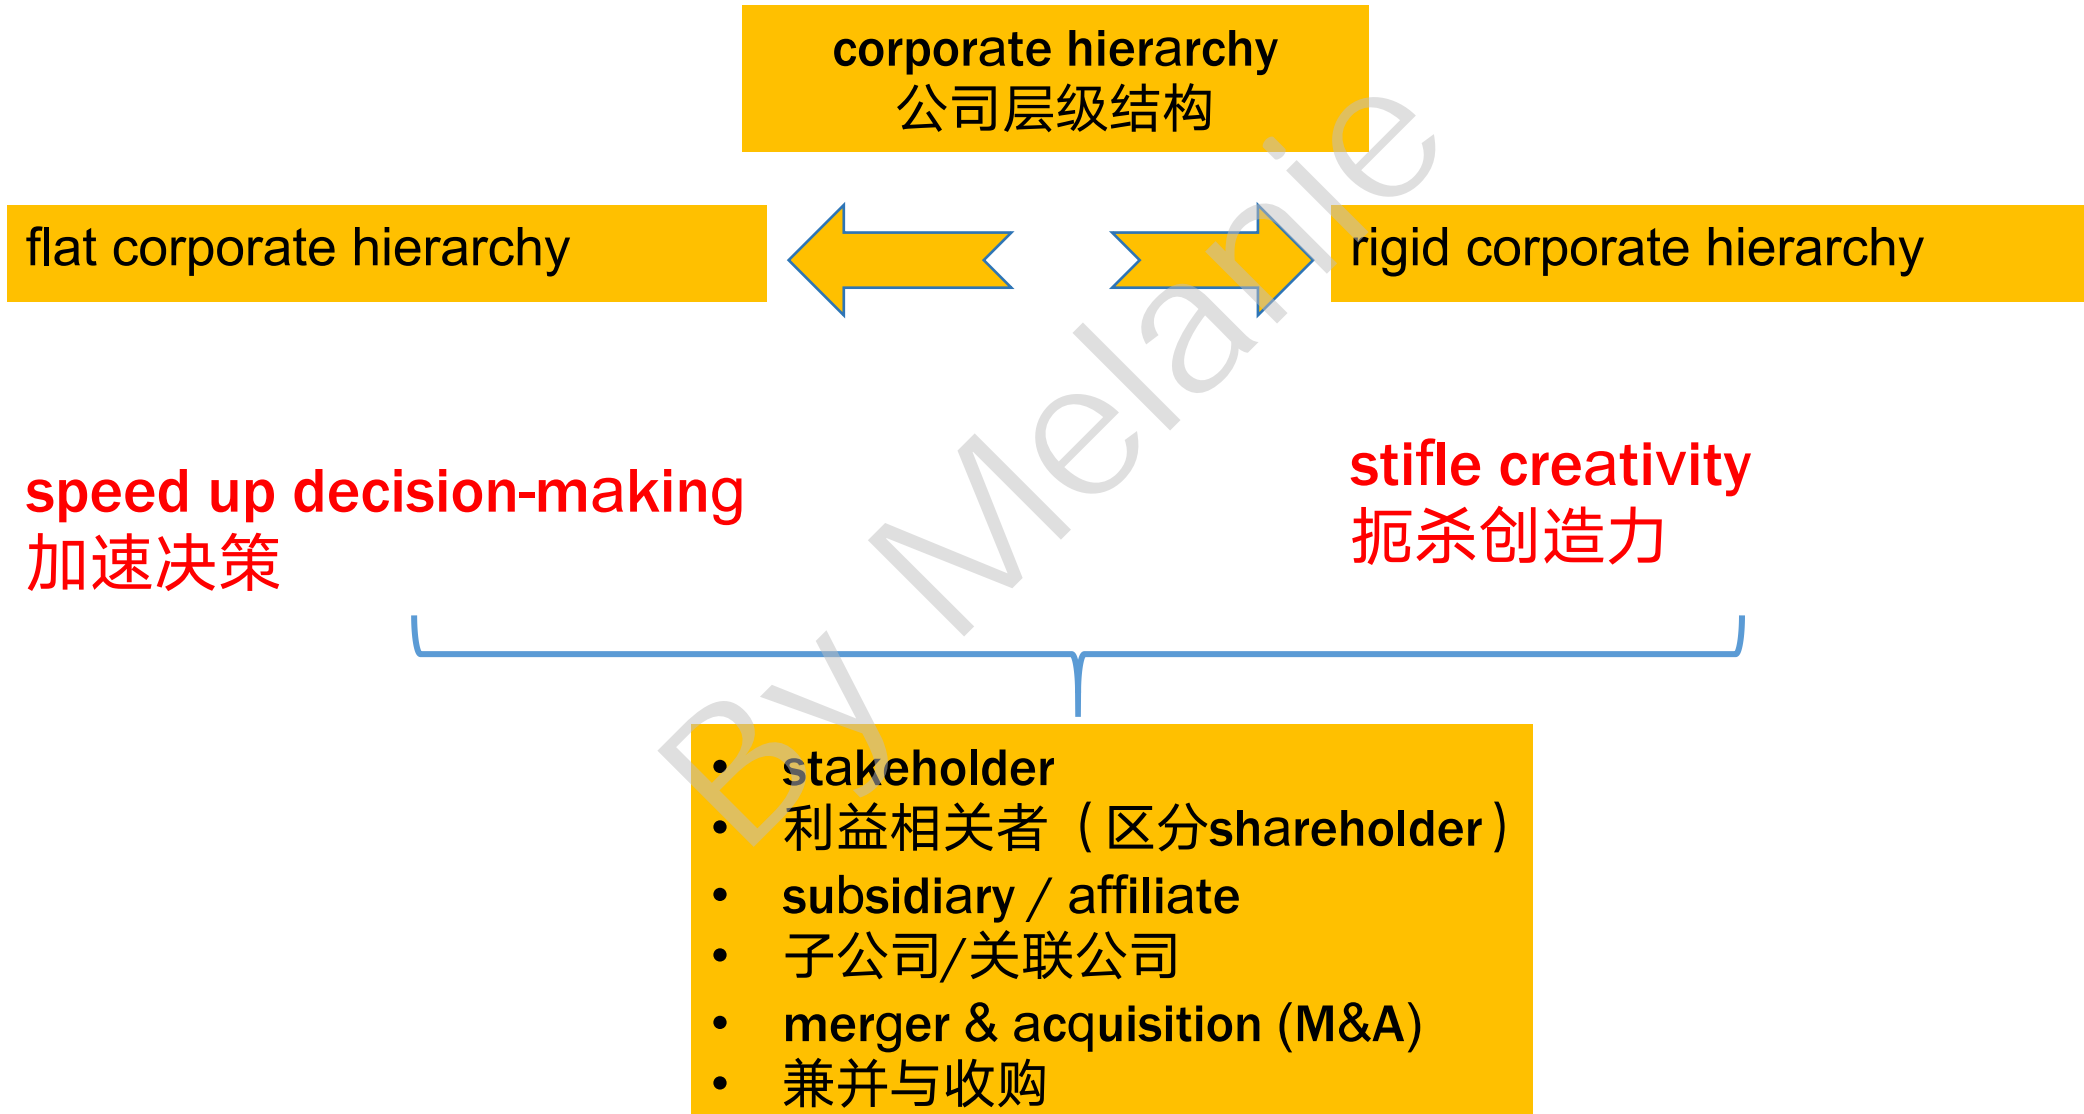 corporate hierarchy
公司层级结构
flat corporate hierarchy
rigid corporate hierarchy
speed up decision-making
加速决策
stifle creativity
扼杀创造力
• stakeholder
• 利益相关者（区分shareholder）
• subsidiary / affiliate
• 子公司/关联公司
• merger & acquisition (M&A)
• 兼并与收购
By Melanie